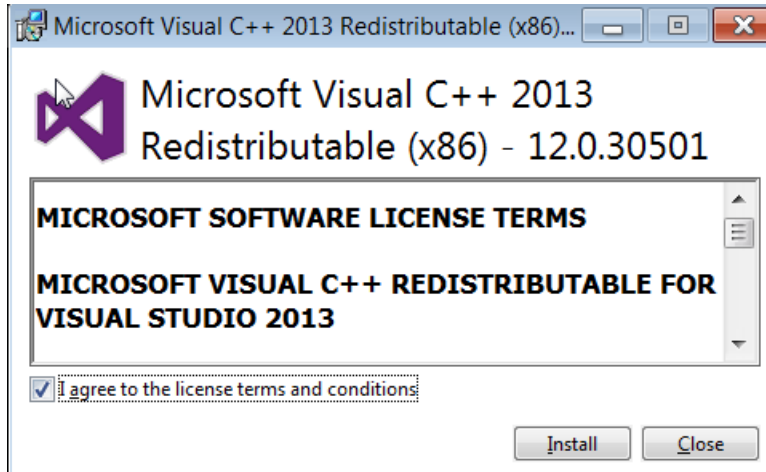 Microsoft Visual C++ 2013 Redistributable (x86)...
Microsoft Visual C++ 2013
Redistributable (x86) - 12.0.30501
MICROSOFT SOFTWARE LICENSE TERMS
MICROSOFT VISUAL C++ REDISTRIBUTABLE FOR
VISUAL STUDIO 2013
I agree to the license terms and conditions
Install Close